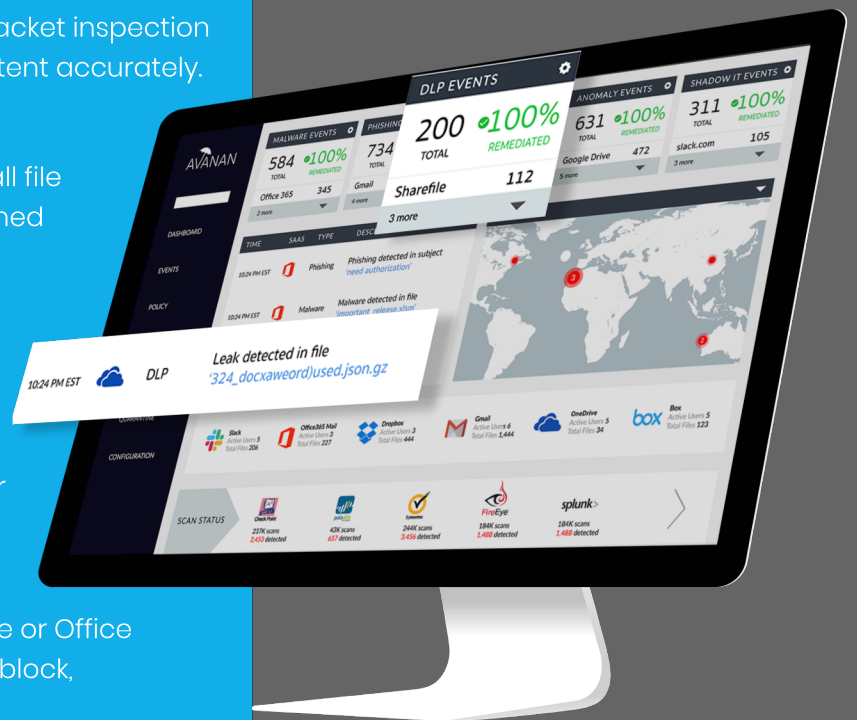 acket inspection
tent accurately.
all file
ned
r
e or Office
block,
AVANAN
DASHBOARD
EVENTS
POLICY
QUARANTINE
CONFIGURATION
MALWARE EVENTS
584 100%
TOTAL REMEDIATED
Office 365 345
2 more
PHISHING
734
TOTAL
Gmail
4 more
DLP EVENTS
200 100%
TOTAL REMEDIATED
Sharefile 112
3 more
ANOMALY EVENTS
631 100%
TOTAL REMEDIATED
Google Drive 472
5 more
SHADOW IT EVENTS
311 100%
TOTAL REMEDIATED
slack.com 105
3 more
TIME SAAS TYPE DESC
10:24 PM EST Phishing Phishing detected in subject
'need authorization'
10:24 PM EST Malware Malware detected in file
'important_release.xlsm'
10:24 PM EST DLP Leak detected in file
'324_docxaweord)used.json.gz
3
2
Slack
Active Users 5
Total Files 206
Office365 Mail
Active Users 3
Total Files 227
Dropbox
Active Users 3
Total Files 444
Gmail
Active Users 6
Total Files 1,444
OneDrive
Active Users 5
Total Files 34
box
Box
Active Users 5
Total Files 123
SCAN STATUS
Check Point
237K scans
2,453 detected
paloalto
43K scans
657 detected
Symantec
244K scans
3.456 detected
FireEye
184K scans
1.488 detected
splunk>
184K scans
1.488 detected